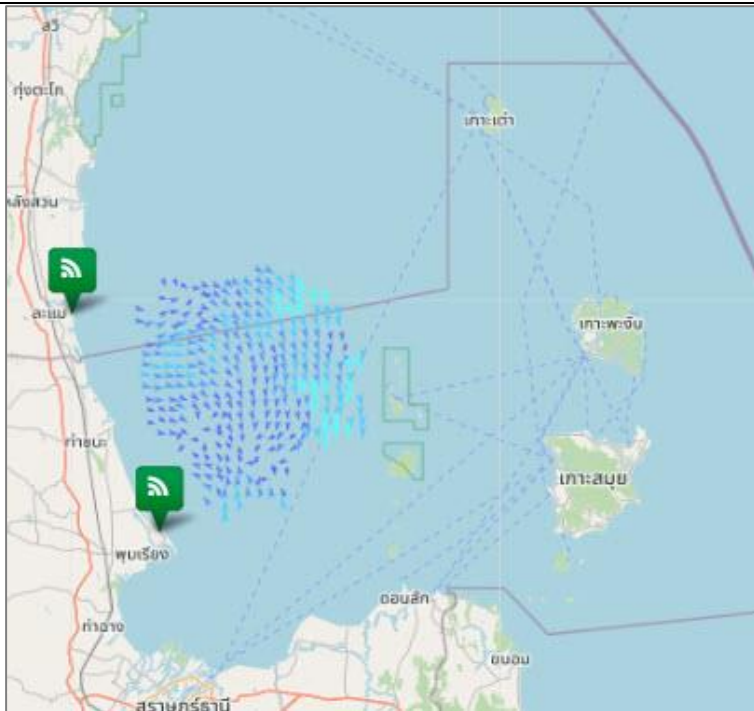 สวี
ทุ่งตะโก
เกาะเต่า
หลังสวน
ละแม
เกาะพะงัน
ท่าชนะ
เกาะสมุย
พุมเรียง
ดอนสัก
ท่าฉาง
ขนอม
สุราษฎร์ธานี